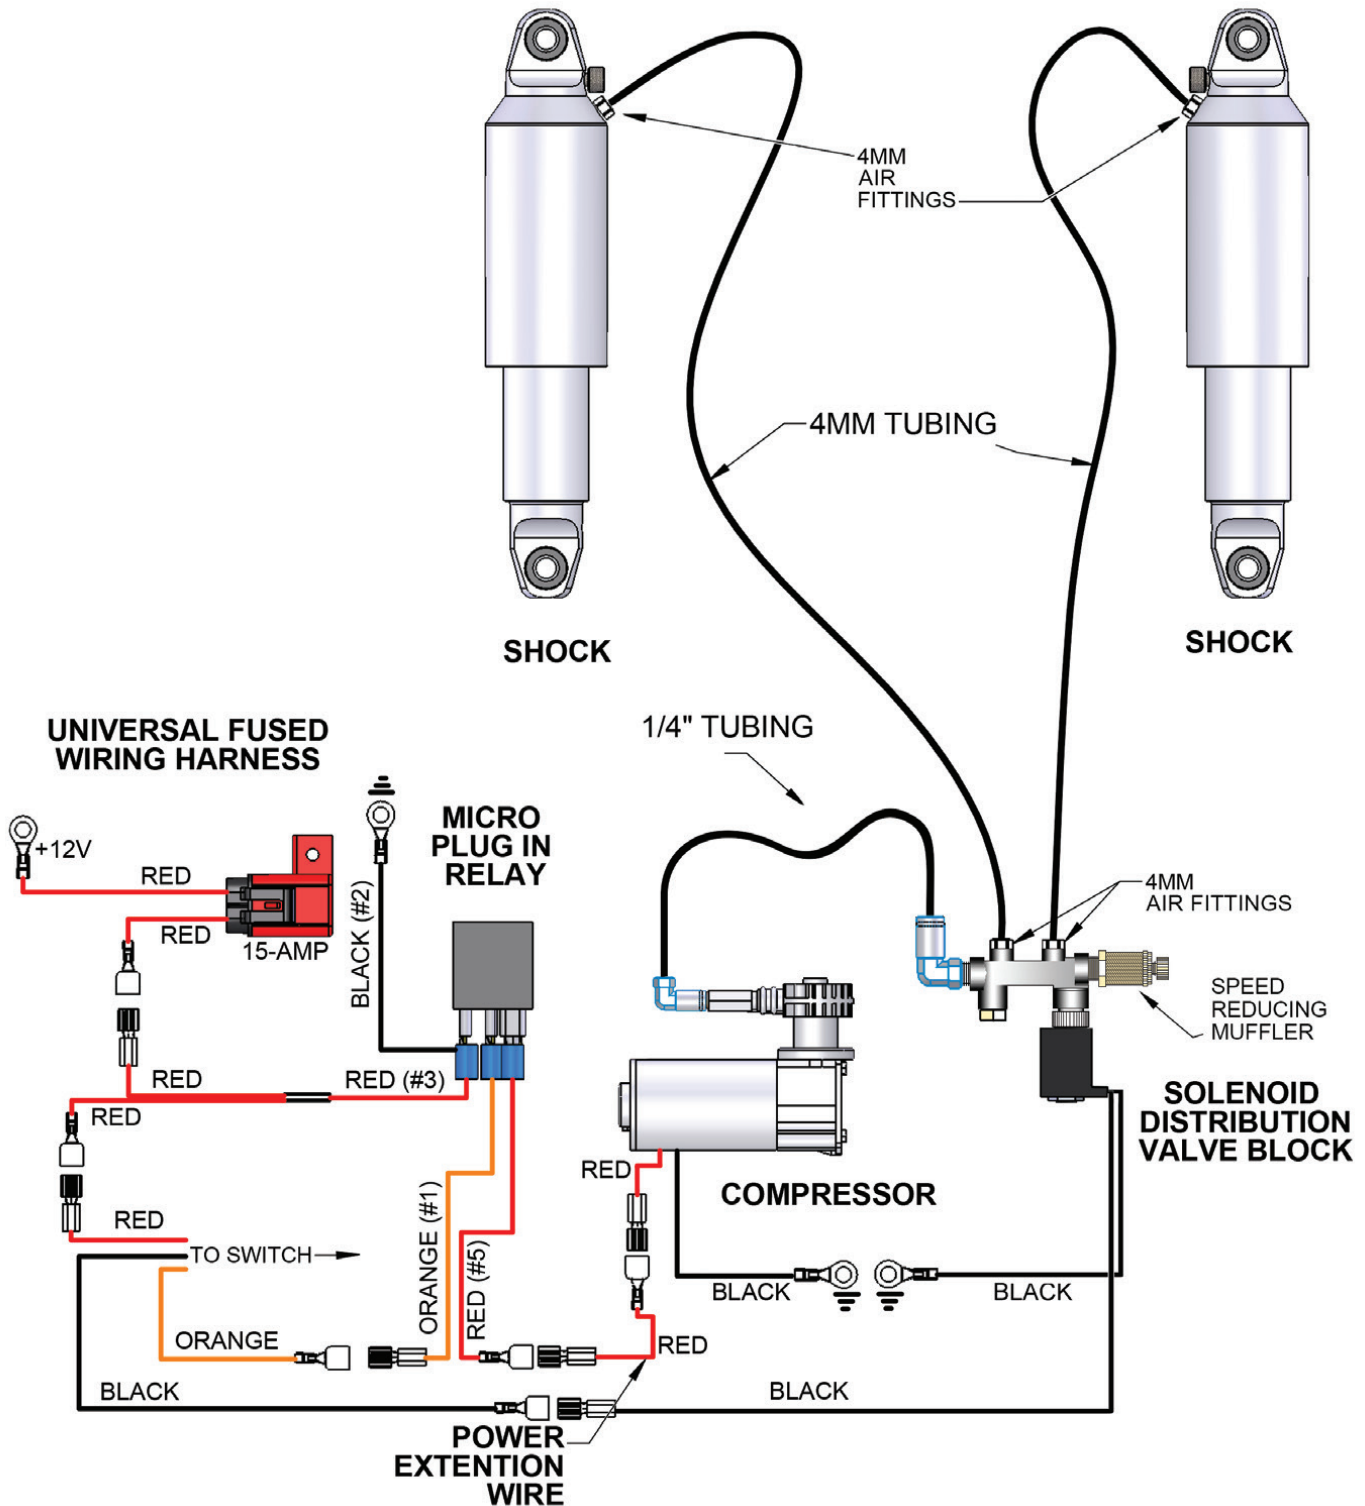 4MM
AIR
FITTINGS
4MM TUBING
SHOCK
SHOCK
UNIVERSAL FUSED
WIRING HARNESS
1/4" TUBING
MICRO
PLUG IN
RELAY
+12V
RED
RED
15-AMP
BLACK (#2)
4MM
AIR FITTINGS
SPEED
REDUCING
MUFFLER
RED
RED (#3)
RED
SOLENOID
DISTRIBUTION
VALVE BLOCK
RED
COMPRESSOR
RED
TO SWITCH
ORANGE (#1)
RED (#5)
BLACK
BLACK
ORANGE
RED
BLACK
BLACK
POWER
EXTENTION
WIRE